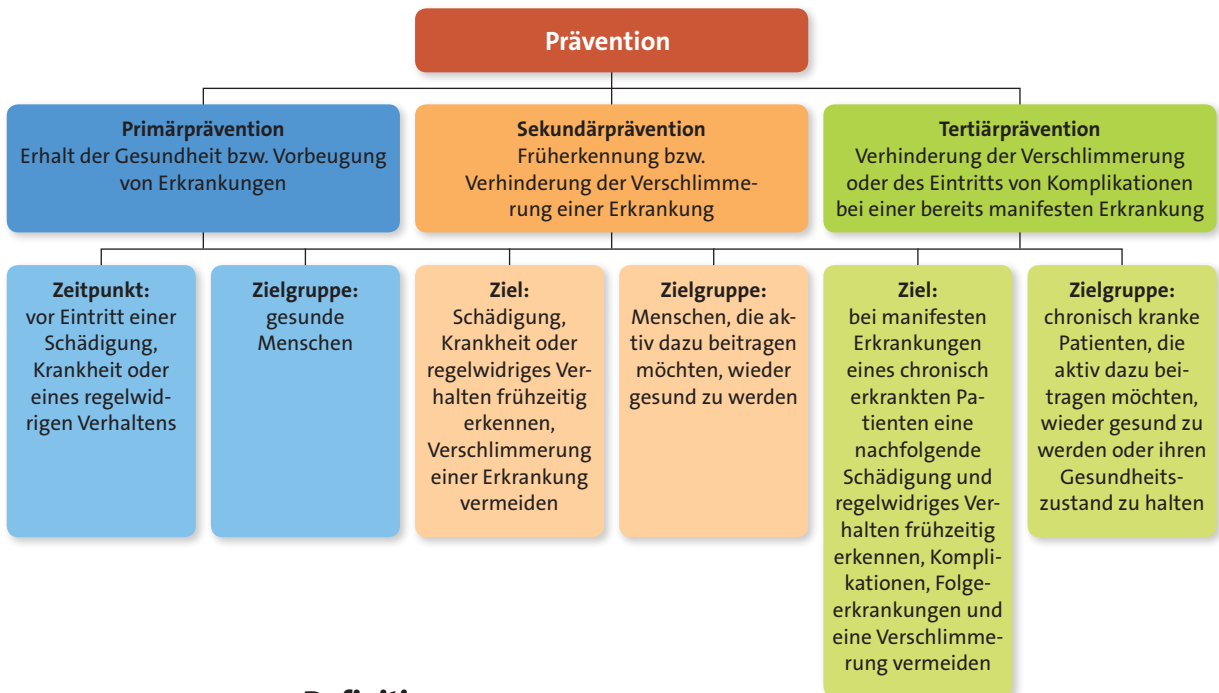 Prävention
Primärprävention
Erhalt der Gesundheit bzw. Vorbeugung
von Erkrankungen
Sekundärprävention
Früherkennung bzw.
Verhinderung der Verschlimme-
rung einer Erkrankung
Tertiärprävention
Verhinderung der Verschlimmerung
oder des Eintritts von Komplikationen
bei einer bereits manifesten Erkrankung
Zeitpunkt:
vor Eintritt einer
Schädigung,
Krankheit oder
eines regelwid-
rigen Verhaltens
Zielgruppe:
gesunde
Menschen
Ziel:
Schädigung,
Krankheit oder
regelwidriges Ver-
halten frühzeitig
erkennen,
Verschlimmerung
einer Erkrankung
vermeiden
Zielgruppe:
Menschen, die ak-
tiv dazu beitragen
möchten, wieder
gesund zu werden
Ziel:
bei manifesten
Erkrankungen
eines chronisch
erkrankten Pa-
tienten eine
nachfolgende
Schädigung und
regelwidriges Ver-
halten frühzeitig
erkennen, Kompli-
kationen, Folge-
erkrankungen und
eine Verschlimme-
rung vermeiden
Zielgruppe:
chronisch kranke
Patienten, die
aktiv dazu bei-
tragen möchten,
wieder gesund zu
werden oder ihren
Gesundheits-
zustand zu halten